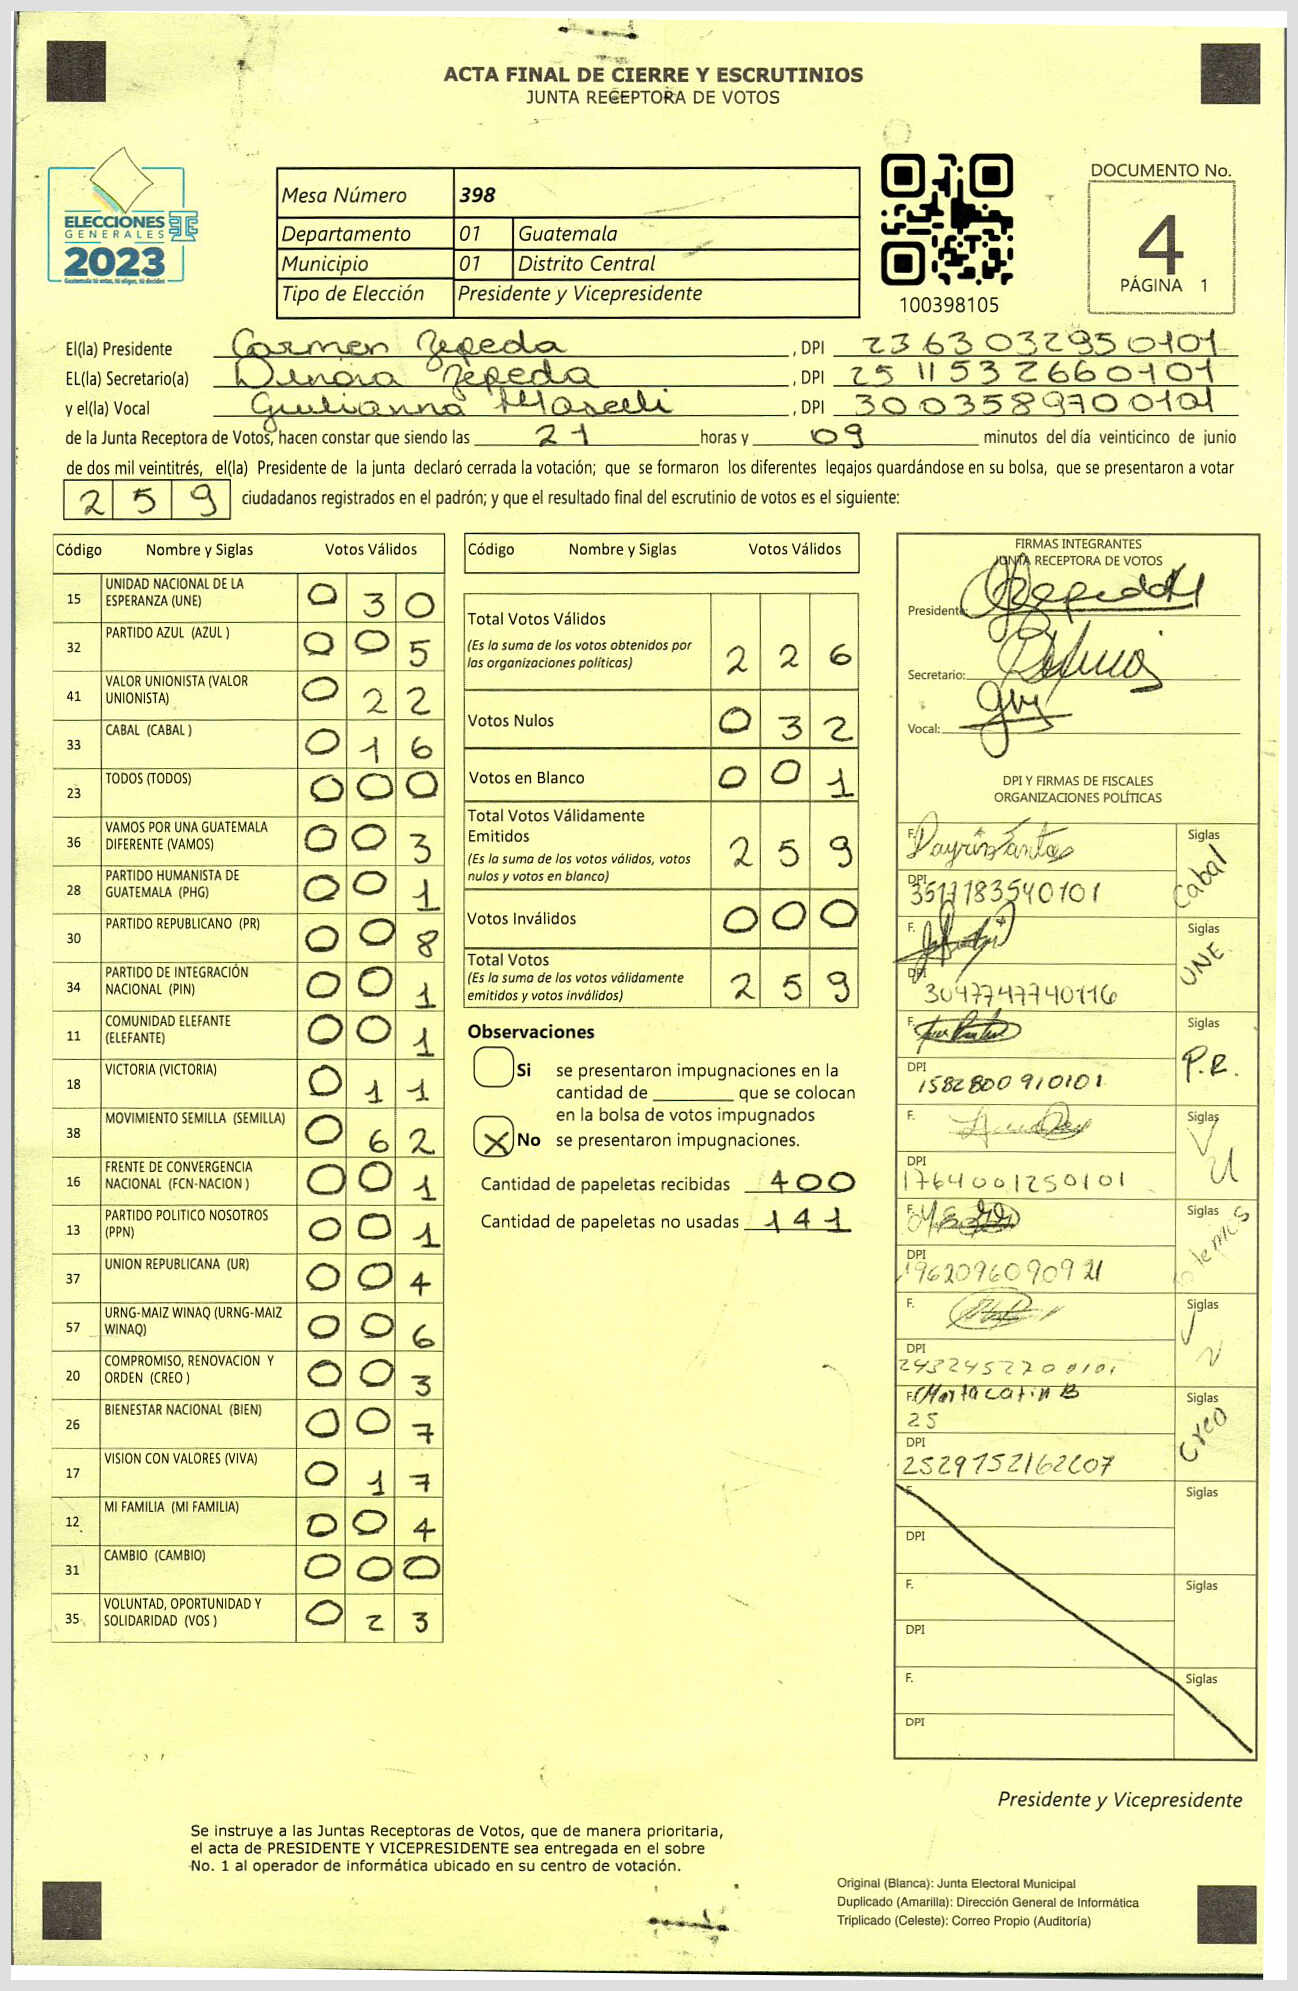 ACTA FINAL DE CIERRE Y ESCRUTINIOS
JUNTA RECEPTORA DE VOTOS
ELECCIONES
GENERALES
2023
Guatemala tú votas, tú eliges, tú decides
Mesa Número 398
Departamento 01 Guatemala
Municipio 01 Distrito Central
Tipo de Elección Presidente y Vicepresidente
100398105
DOCUMENTO No.
4
PÁGINA 1
El(la) Presidente Carmen Zepeda , DPI 2363032950101
EL(la) Secretario(a) Dinora Zepeda , DPI 2511532660101
y el(la) Vocal Giulianna Maselli , DPI 3003589700101
de la Junta Receptora de Votos, hacen constar que siendo las 21 horas y 09 minutos del día veinticinco de junio
de dos mil veintitrés, el(la) Presidente de la junta declaró cerrada la votación; que se formaron los diferentes legajos guardándose en su bolsa, que se presentaron a votar
259 ciudadanos registrados en el padrón; y que el resultado final del escrutinio de votos es el siguiente:
Código Nombre y Siglas Votos Válidos
15 UNIDAD NACIONAL DE LA ESPERANZA (UNE) 0 3 0
32 PARTIDO AZUL (AZUL ) 0 0 5
41 VALOR UNIONISTA (VALOR UNIONISTA) 0 2 2
33 CABAL (CABAL ) 0 1 6
23 TODOS (TODOS) 0 0 0
36 VAMOS POR UNA GUATEMALA DIFERENTE (VAMOS) 0 0 3
28 PARTIDO HUMANISTA DE GUATEMALA (PHG) 0 0 1
30 PARTIDO REPUBLICANO (PR) 0 0 8
34 PARTIDO DE INTEGRACIÓN NACIONAL (PIN) 0 0 1
11 COMUNIDAD ELEFANTE (ELEFANTE) 0 0 1
18 VICTORIA (VICTORIA) 0 1 1
38 MOVIMIENTO SEMILLA (SEMILLA) 0 6 2
16 FRENTE DE CONVERGENCIA NACIONAL (FCN-NACION ) 0 0 1
13 PARTIDO POLITICO NOSOTROS (PPN) 0 0 1
37 UNION REPUBLICANA (UR) 0 0 4
57 URNG-MAIZ WINAQ (URNG-MAIZ WINAQ) 0 0 6
20 COMPROMISO, RENOVACION Y ORDEN (CREO ) 0 0 3
26 BIENESTAR NACIONAL (BIEN) 0 0 7
17 VISION CON VALORES (VIVA) 0 1 7
12 MI FAMILIA (MI FAMILIA) 0 0 4
31 CAMBIO (CAMBIO) 0 0 0
35 VOLUNTAD, OPORTUNIDAD Y SOLIDARIDAD (VOS ) 0 2 3
Código Nombre y Siglas Votos Válidos
Total Votos Válidos 2 2 6
(Es la suma de los votos obtenidos por
las organizaciones políticas)
Votos Nulos 0 3 2
Votos en Blanco 0 0 1
Total Votos Válidamente
Emitidos 2 5 9
(Es la suma de los votos válidos, votos
nulos y votos en blanco)
Votos Inválidos 0 0 0
Total Votos 2 5 9
(Es la suma de los votos válidamente
emitidos y votos inválidos)
Observaciones
Si se presentaron impugnaciones en la
cantidad de ________ que se colocan
en la bolsa de votos impugnados
X No se presentaron impugnaciones.
Cantidad de papeletas recibidas 400
Cantidad de papeletas no usadas 141
FIRMAS INTEGRANTES
JUNTA RECEPTORA DE VOTOS
Presidente:
Secretario:
Vocal:
DPI Y FIRMAS DE FISCALES
ORGANIZACIONES POLÍTICAS
F. Siglas
DPI Cabal
3517783540101
F. Siglas
DPI UNE
3047747740116
F. Siglas
DPI P.R.
1582800910101
F. Siglas
DPI V U
1764001250101
F. Siglas
DPI
1962096090921
F. Siglas
DPI
2432452700101
F. Siglas
25
DPI Creo
F. Siglas
DPI
F. Siglas
DPI
F. Siglas
DPI
Presidente y Vicepresidente
Se instruye a las Juntas Receptoras de Votos, que de manera prioritaria,
el acta de PRESIDENTE Y VICEPRESIDENTE sea entregada en el sobre
No. 1 al operador de informática ubicado en su centro de votación.
Original (Blanca): Junta Electoral Municipal
Duplicado (Amarilla): Dirección General de Informática
Triplicado (Celeste): Correo Propio (Auditoría)